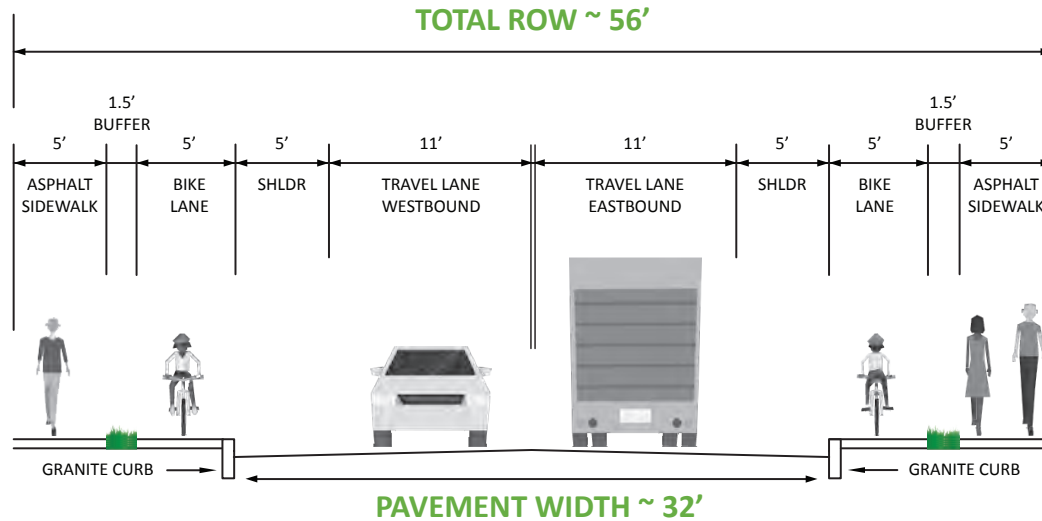 TOTAL ROW ~ 56’
1.5’
BUFFER
1.5’
BUFFER
5’
5’
5’
11’
11’
5’
5’
5’
ASPHALT
SIDEWALK
BIKE
LANE
SHLDR
TRAVEL LANE
WESTBOUND
TRAVEL LANE
EASTBOUND
SHLDR
BIKE
LANE
ASPHALT
SIDEWALK
GRANITE CURB
GRANITE CURB
PAVEMENT WIDTH ~ 32’